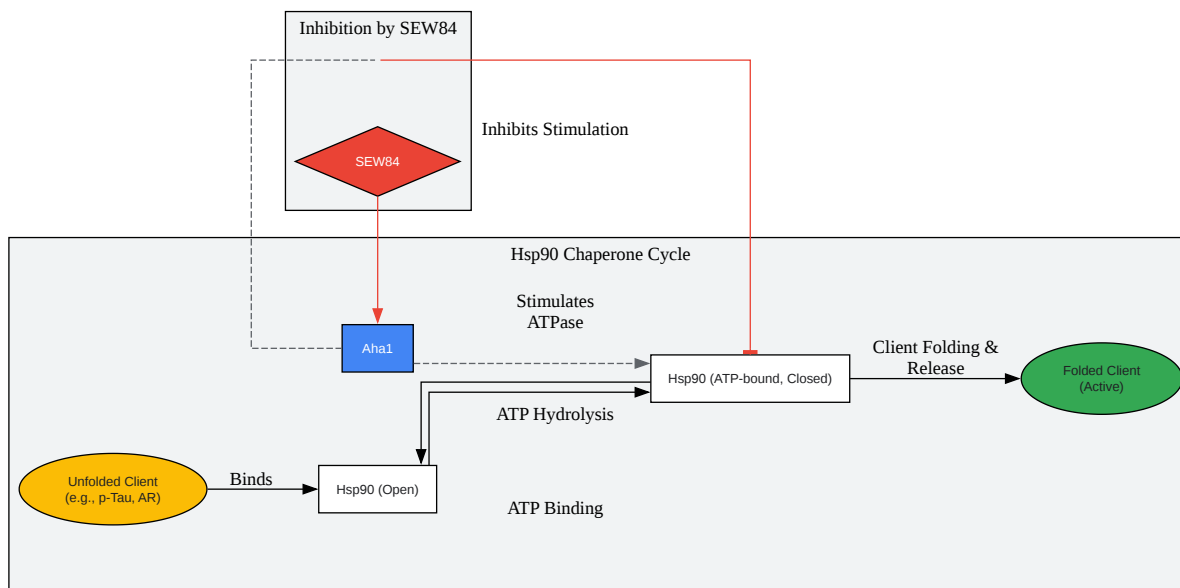 Inhibition by SEW84
Inhibits Stimulation
SEW84
Hsp90 Chaperone Cycle
Stimulates
ATPase
Aha1
Client Folding &
Release
Hsp90 (ATP-bound, Closed)
Folded Client
(Active)
ATP Hydrolysis
Unfolded Client
(e.g., p-Tau, AR)
Binds
Hsp90 (Open)
ATP Binding